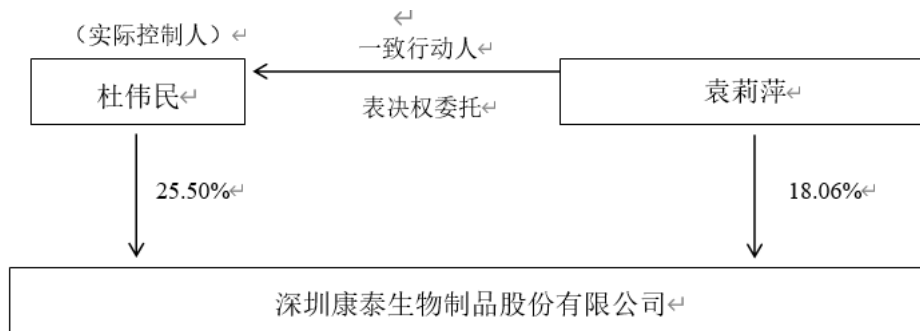 ↵
（实际控制人）↵
一致行动人↵
杜伟民↵
袁莉萍↵
表决权委托↵
25.50%↵
18.06%↵
深圳康泰生物制品股份有限公司↵